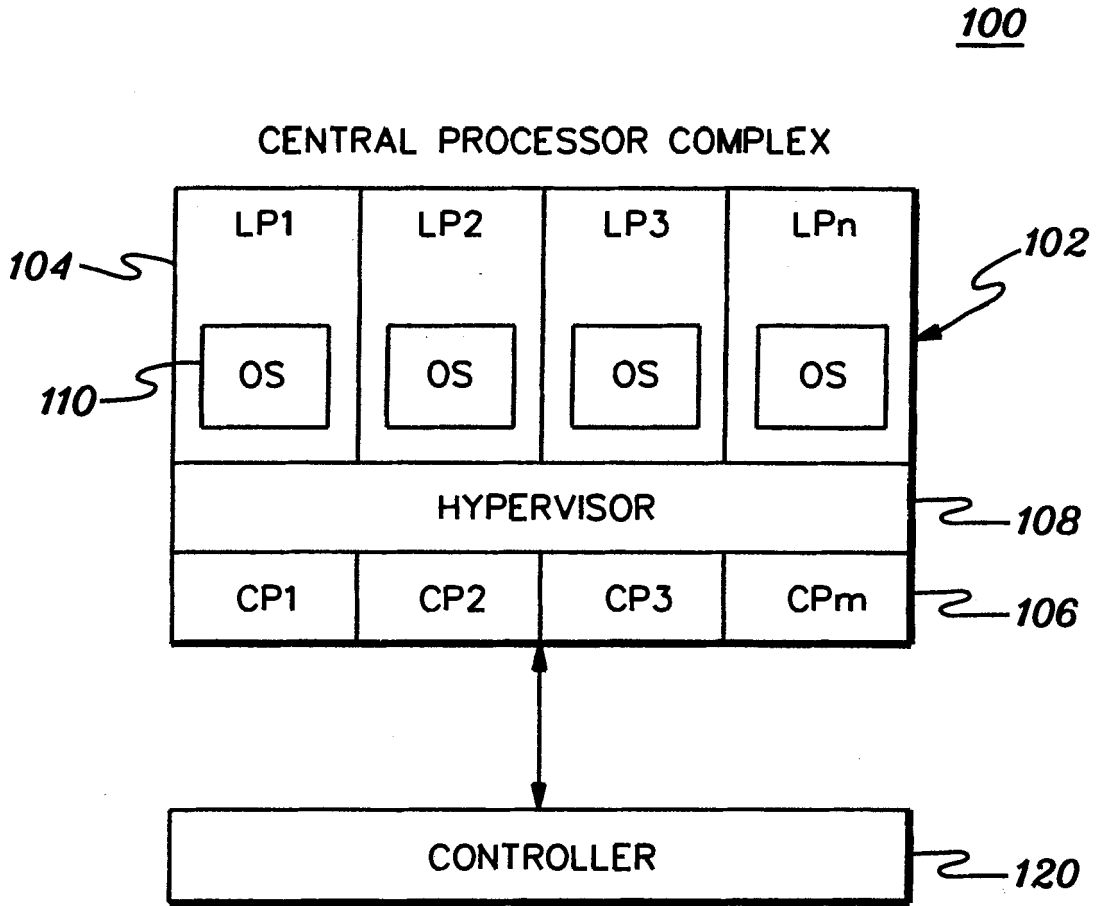 100
CENTRAL PROCESSOR COMPLEX
LP1 LP2 LP3 LPn
104
102
OS OS OS OS
110
HYPERVISOR
108
CP1 CP2 CP3 CPm
106
CONTROLLER
120